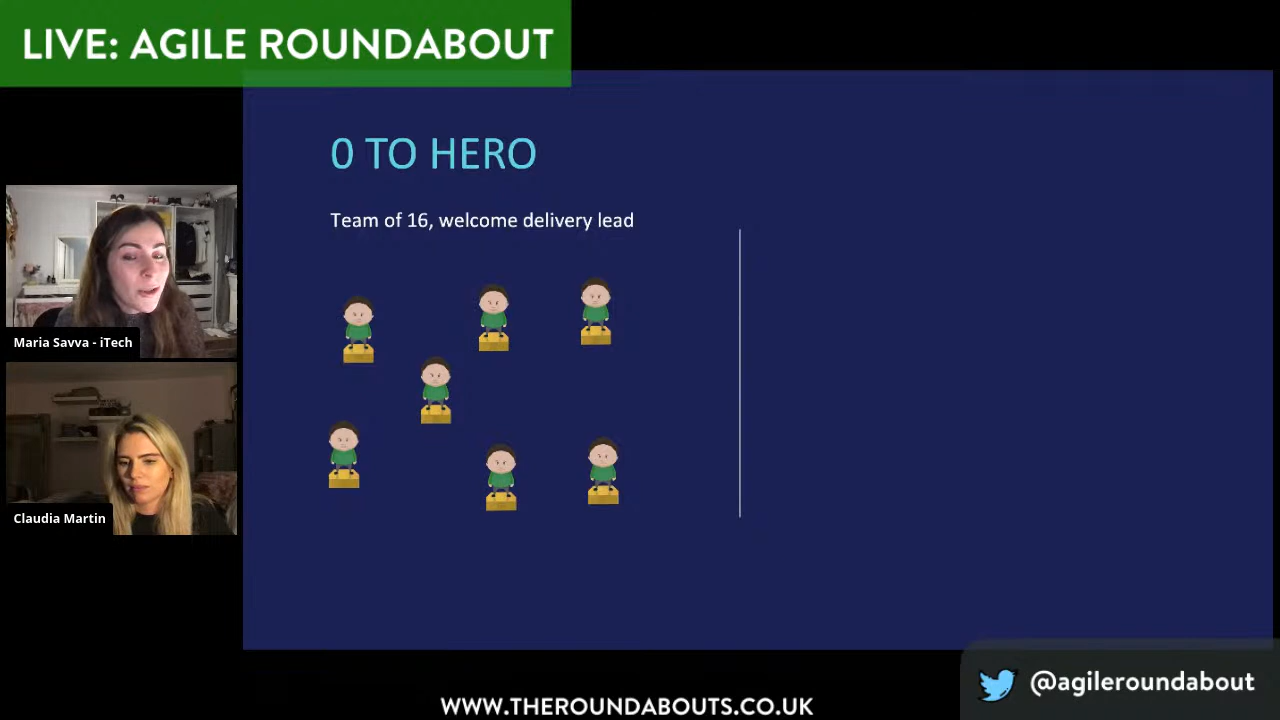 LIVE: AGILE ROUNDABOUT
0 TO HERO
Team of 16, welcome delivery lead
Maria Savva - iTech
Claudia Martin
@agileroundabout
WWW.THEROUNDABOUTS.CO.UK